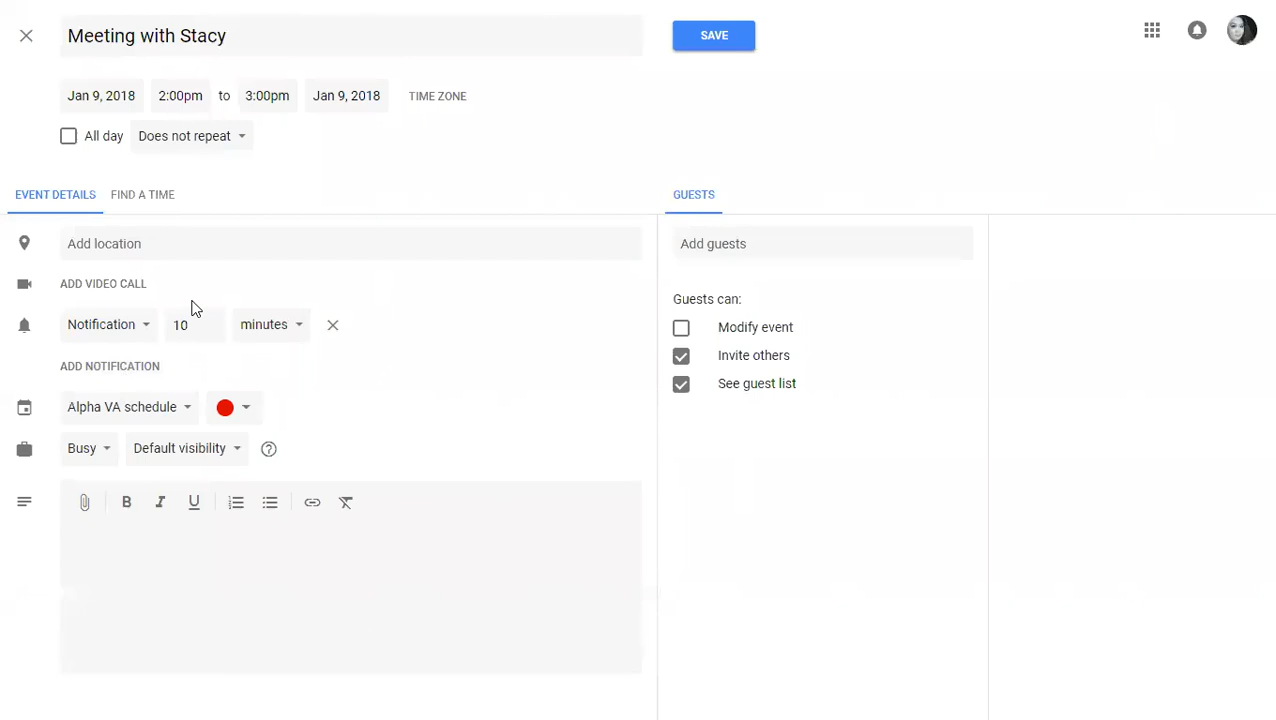 Meeting with Stacy
SAVE
Jan 9, 2018 2:00pm to 3:00pm Jan 9, 2018 TIME ZONE
All day Does not repeat
EVENT DETAILS FIND A TIME GUESTS
Add location Add guests
ADD VIDEO CALL
Guests can:
Notification 10 minutes Modify event
Invite others
ADD NOTIFICATION
See guest list
Alpha VA schedule
Busy Default visibility
B I U